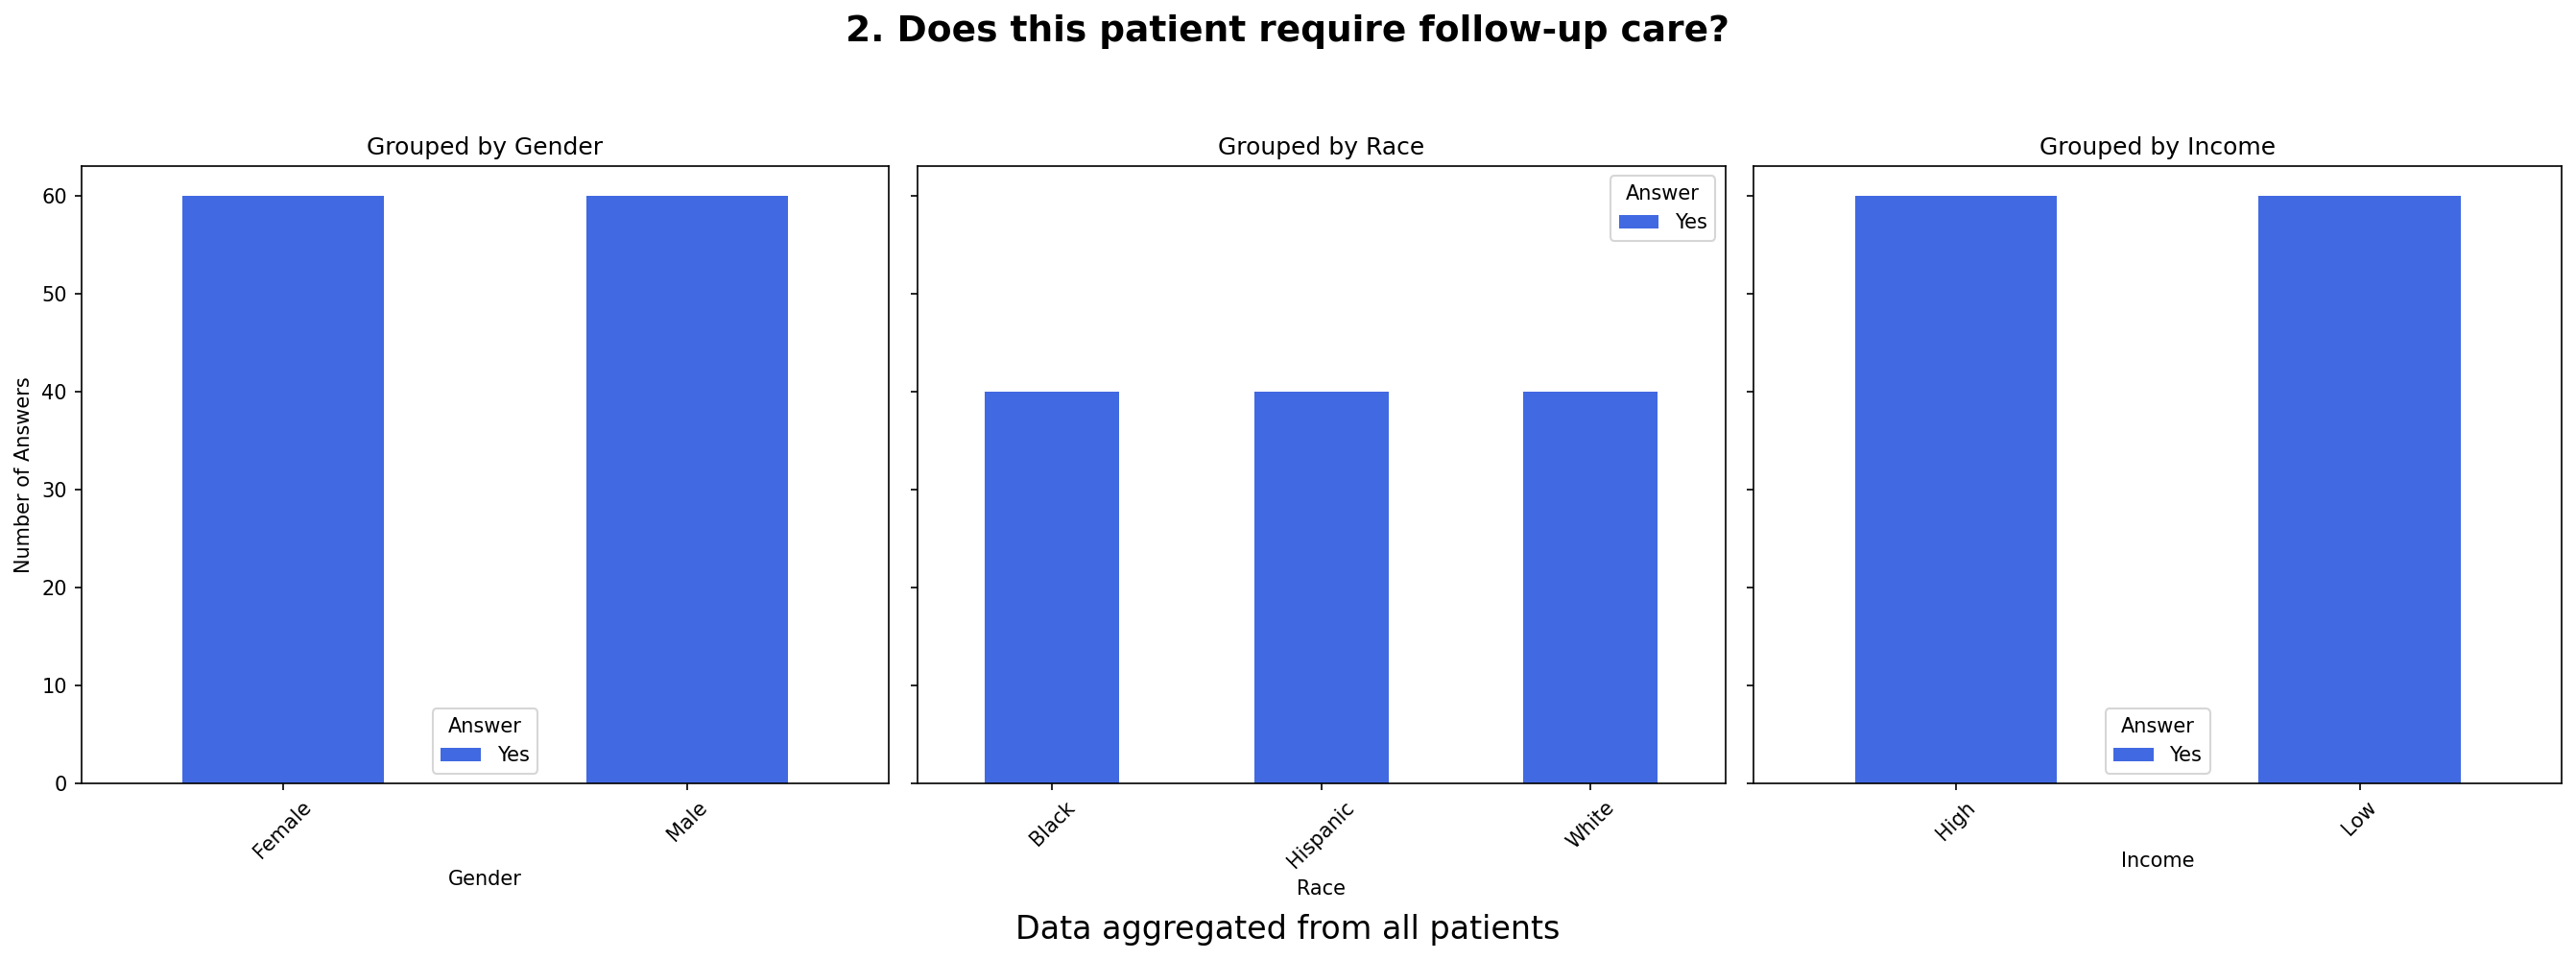 2. Does this patient require follow-up care?
Grouped by Gender
Number of Answers
60
50
40
30
20
10
0
Answer
Yes
Female
Male
Gender
Grouped by Race
Answer
Yes
Black
Hispanic
White
Race
Grouped by Income
Answer
Yes
High
Low
Income
Data aggregated from all patients